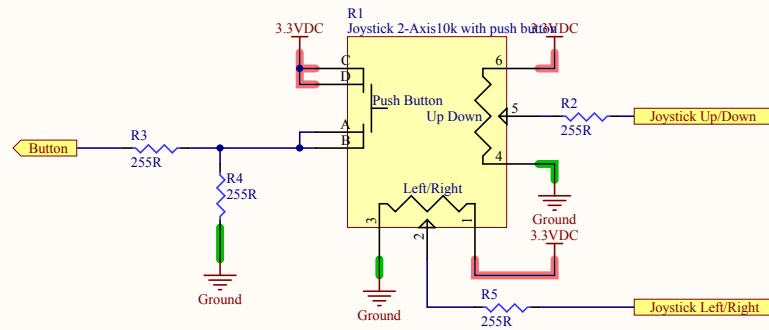 R1
Joystick 2-Axis10k with push button
3.3VDC
3.3VDC
C
D
6
Push Button
Up Down
5
R2
255R
Joystick Up/Down
A
B
4
Button
R3
255R
R4
255R
Left/Right
3
2
1
Ground
3.3VDC
Ground
Ground
R5
255R
Joystick Left/Right